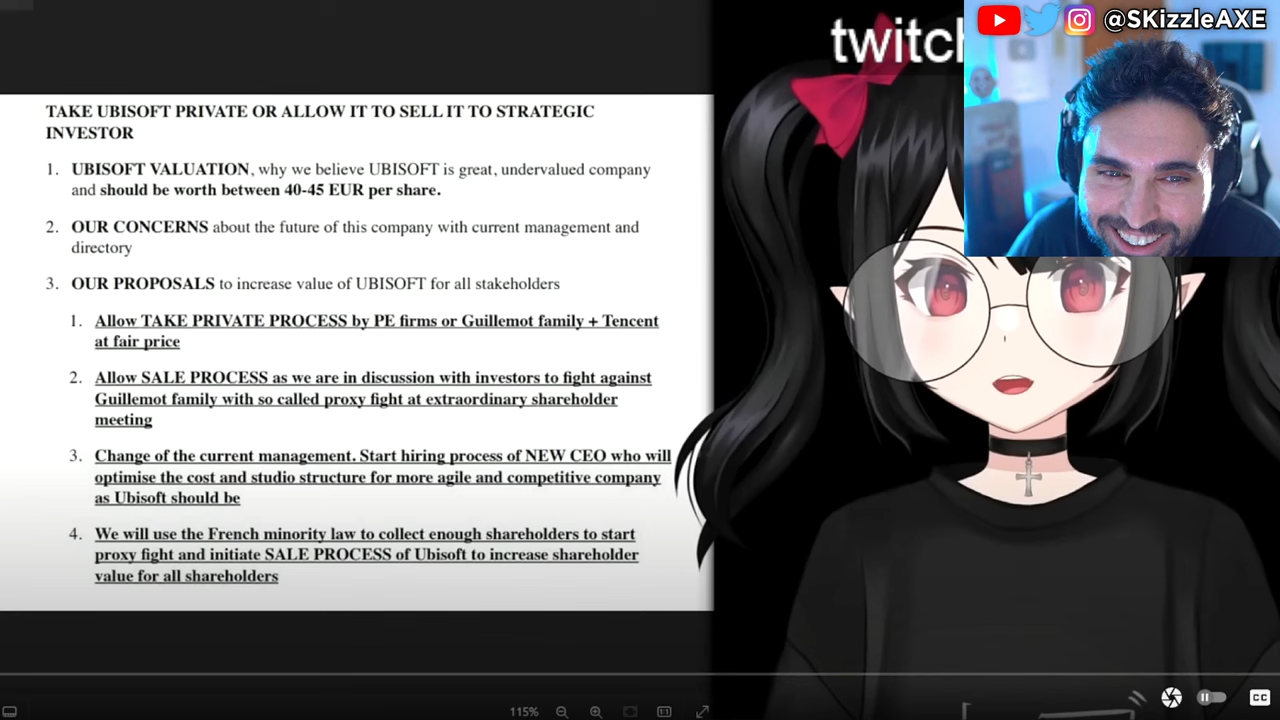 @SKizzleAXE
twitch
TAKE UBISOFT PRIVATE OR ALLOW IT TO SELL IT TO STRATEGIC
INVESTOR
1. UBISOFT VALUATION, why we believe UBISOFT is great, undervalued company
and should be worth between 40-45 EUR per share.
2. OUR CONCERNS about the future of this company with current management and
directory
3. OUR PROPOSALS to increase value of UBISOFT for all stakeholders
1. Allow TAKE PRIVATE PROCESS by PE firms or Guillemot family + Tencent
at fair price
2. Allow SALE PROCESS as we are in discussion with investors to fight against
Guillemot family with so called proxy fight at extraordinary shareholder
meeting
3. Change of the current management. Start hiring process of NEW CEO who will
optimise the cost and studio structure for more agile and competitive company
as Ubisoft should be
4. We will use the French minority law to collect enough shareholders to start
proxy fight and initiate SALE PROCESS of Ubisoft to increase shareholder
value for all shareholders
115%
1:1
CC